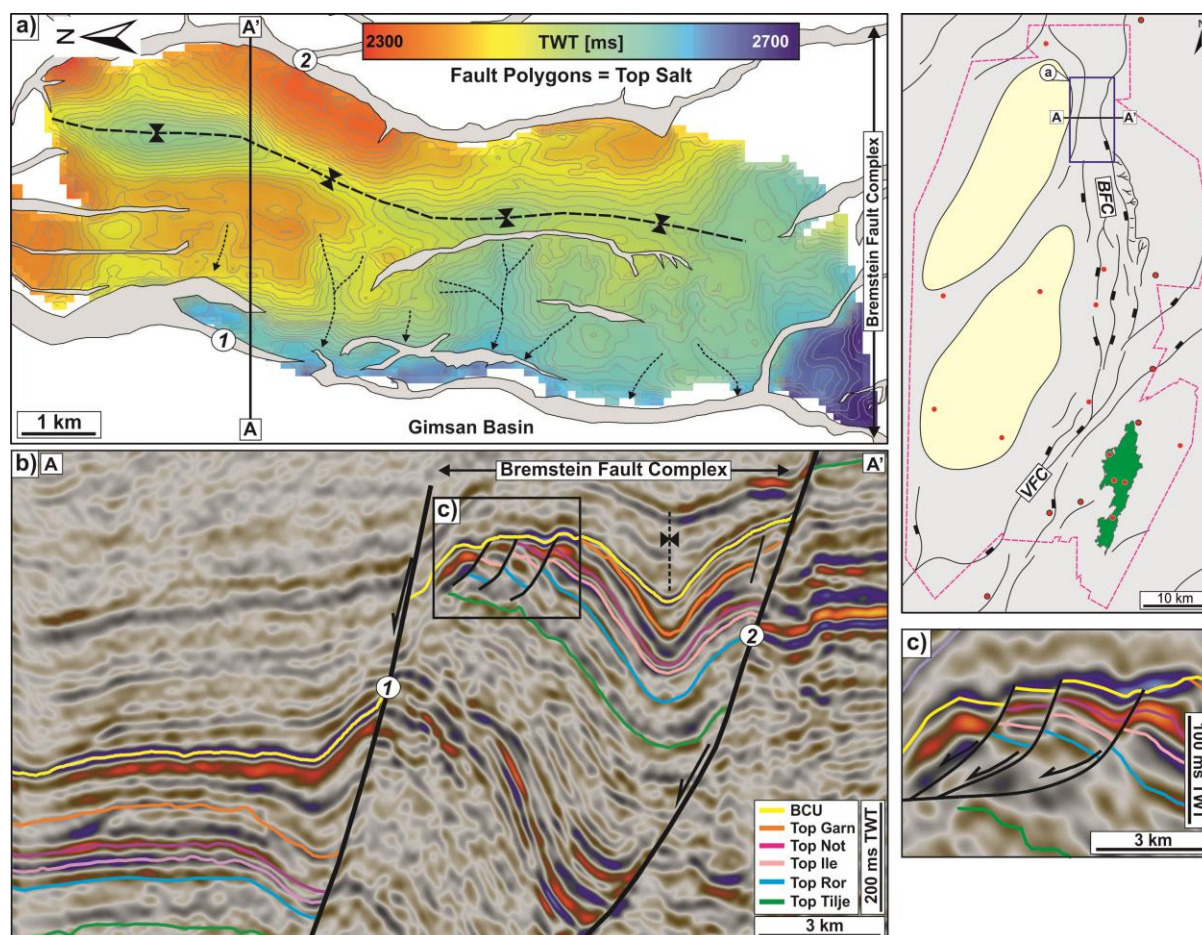 a)
N
A'
2
2300
TWT [ms]
2700
Fault Polygons = Top Salt
Bremstein Fault Complex
1
1 km
A
Gimsan Basin
b)
A
Bremstein Fault Complex
A'
c)
1
2
BCU
Top Garn
Top Not
Top Ile
Top Ror
Top Tilje
200 ms TWT
3 km
a
A
A'
BFC
VFC
10 km
c)
100 ms TWT
3 km